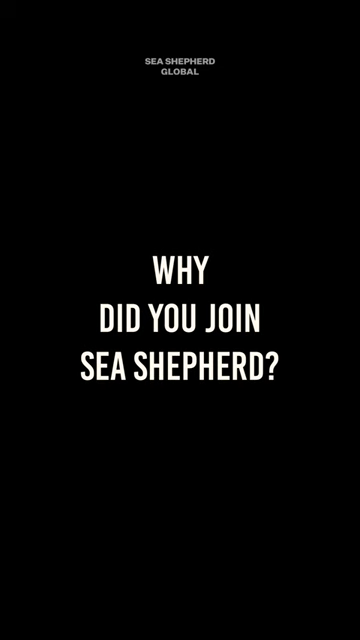 SEA SHEPHERD
GLOBAL
WHY
DID YOU JOIN
SEA SHEPHERD?